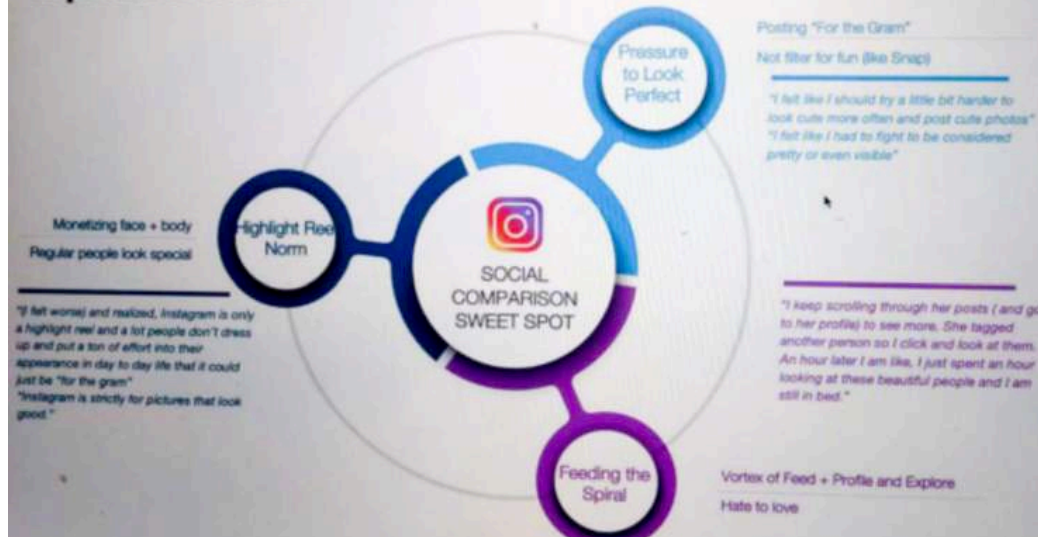 Pressure
to Look
Perfect
Posting "For the Gram"
Not filter for fun (like Snap)
"I felt like I should try a little bit harder to
look cute more often and post cute photos"
"I felt like I had to fight to be considered
pretty or even visible"
Highlight Reel
Norm
Monetizing face + body
Regular people look special
"(I felt worse) and realized, Instagram is only
a highlight reel and a lot people don't dress
up and put a ton of effort into their
appearance in day to day life that it could
just be "for the gram"
"Instagram is strictly for pictures that look
good."
SOCIAL
COMPARISON
SWEET SPOT
"I keep scrolling through her posts ( and go
to her profile) to see more. She tagged
another person so I click and look at them.
An hour later I am like, I just spent an hour
looking at these beautiful people and I am
still in bed."
Feeding the
Spiral
Vortex of Feed + Profile and Explore
Hate to love